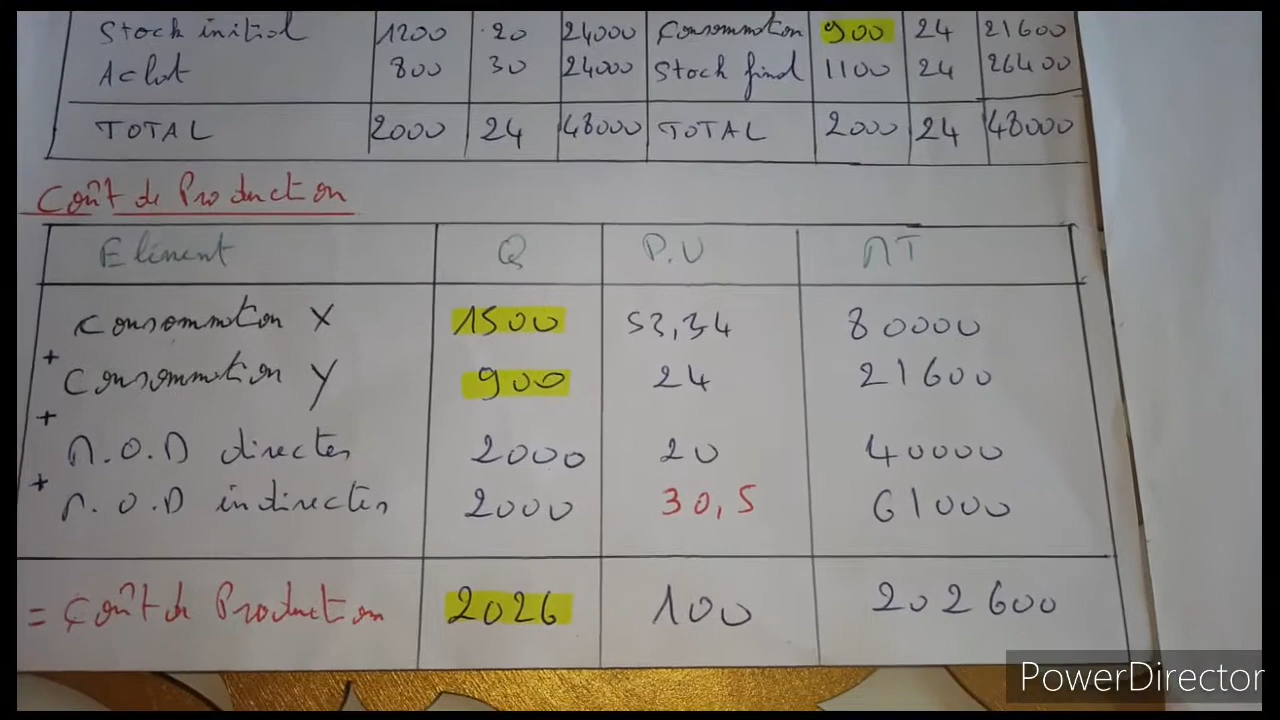 Stock initial 1200 20 24000 Consommation 900 24 21600
Achat 800 30 24000 Stock final 1100 24 26400
TOTAL 2000 24 48000 TOTAL 2000 24 48000
Coût de Production
Elément Q P.U MT
Consommation X 1500 53,34 80000
+ Consommation Y 900 24 21600
+ M.O.D directes 2000 20 40000
+ M.O.D indirectes 2000 30,5 61000
= Coût de Production 2026 100 202600
PowerDirector